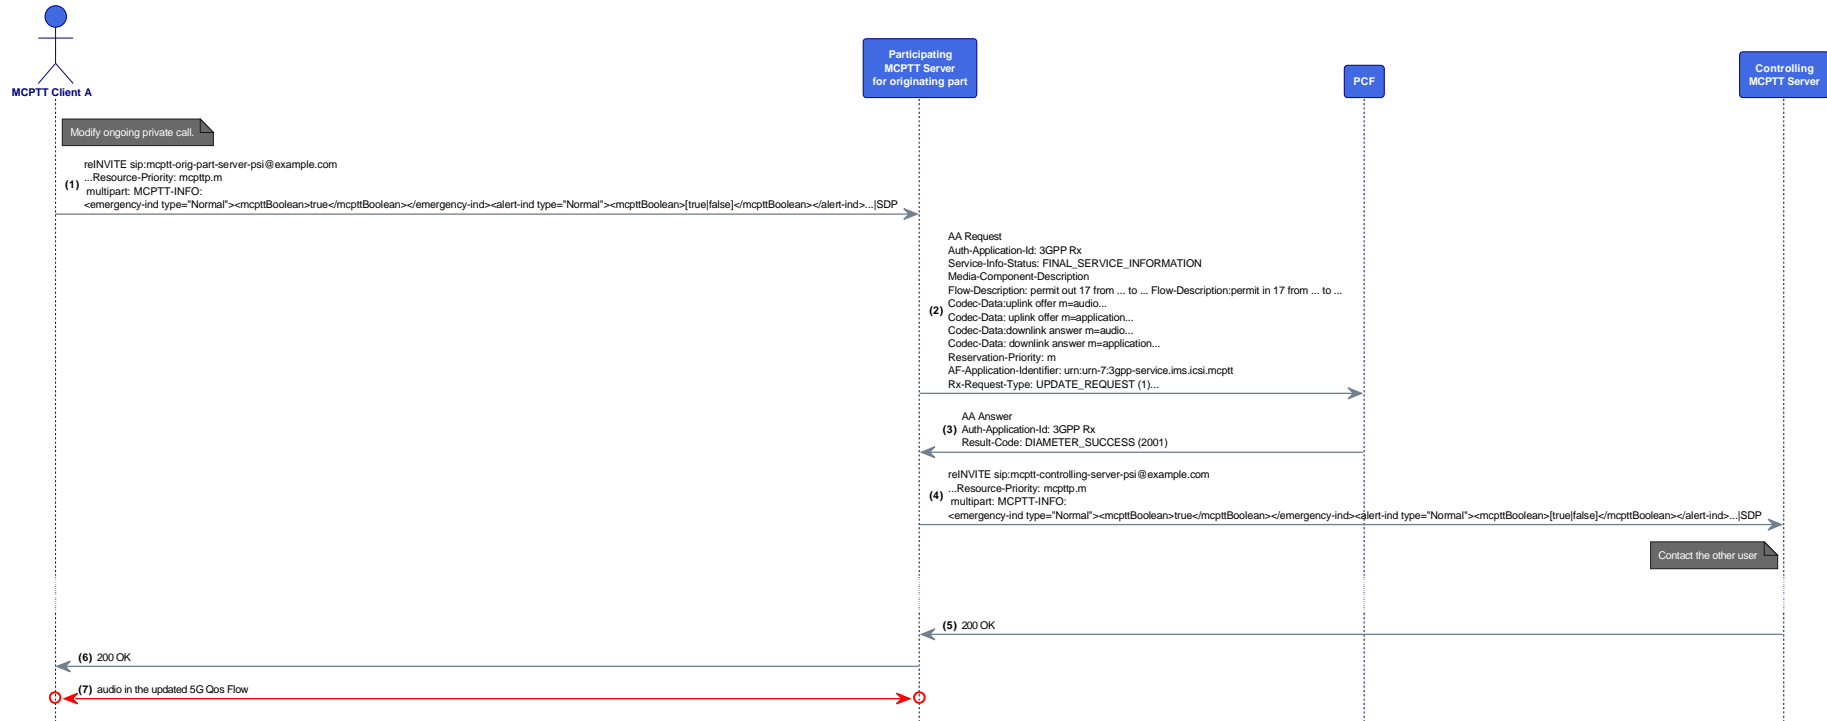 MCPTT Client A
Participating
MCPTT Server
for originating part
PCF
Controlling
MCPTT Server
Modify ongoing private call.
reINVITE sip:mcptt-orig-part-server-psi@example.com
(1) ...Resource-Priority: mcpttp.m
multipart: MCPTT-INFO:
<emergency-ind type="Normal"><mcpttBoolean>true</mcpttBoolean></emergency-ind><alert-ind type="Normal"><mcpttBoolean>[true|false]</mcpttBoolean></alert-ind>...|SDP
AA Request
Auth-Application-Id: 3GPP Rx
Service-Info-Status: FINAL_SERVICE_INFORMATION
Media-Component-Description
Flow-Description: permit out 17 from ... to ... Flow-Description:permit in 17 from ... to ...
Codec-Data:uplink offer m=audio...
(2) Codec-Data: uplink offer m=application...
Codec-Data:downlink answer m=audio...
Codec-Data: downlink answer m=application...
Reservation-Priority: m
AF-Application-Identifier: urn:urn-7:3gpp-service.ims.icsi.mcptt
Rx-Request-Type: UPDATE_REQUEST (1)...
AA Answer
(3) Auth-Application-Id: 3GPP Rx
Result-Code: DIAMETER_SUCCESS (2001)
reINVITE sip:mcptt-controlling-server-psi@example.com
(4) ...Resource-Priority: mcpttp.m
multipart: MCPTT-INFO:
<emergency-ind type="Normal"><mcpttBoolean>true</mcpttBoolean></emergency-ind><alert-ind type="Normal"><mcpttBoolean>[true|false]</mcpttBoolean></alert-ind>...|SDP
Contact the other user
(5) 200 OK
(6) 200 OK
(7) audio in the updated 5G Qos Flow